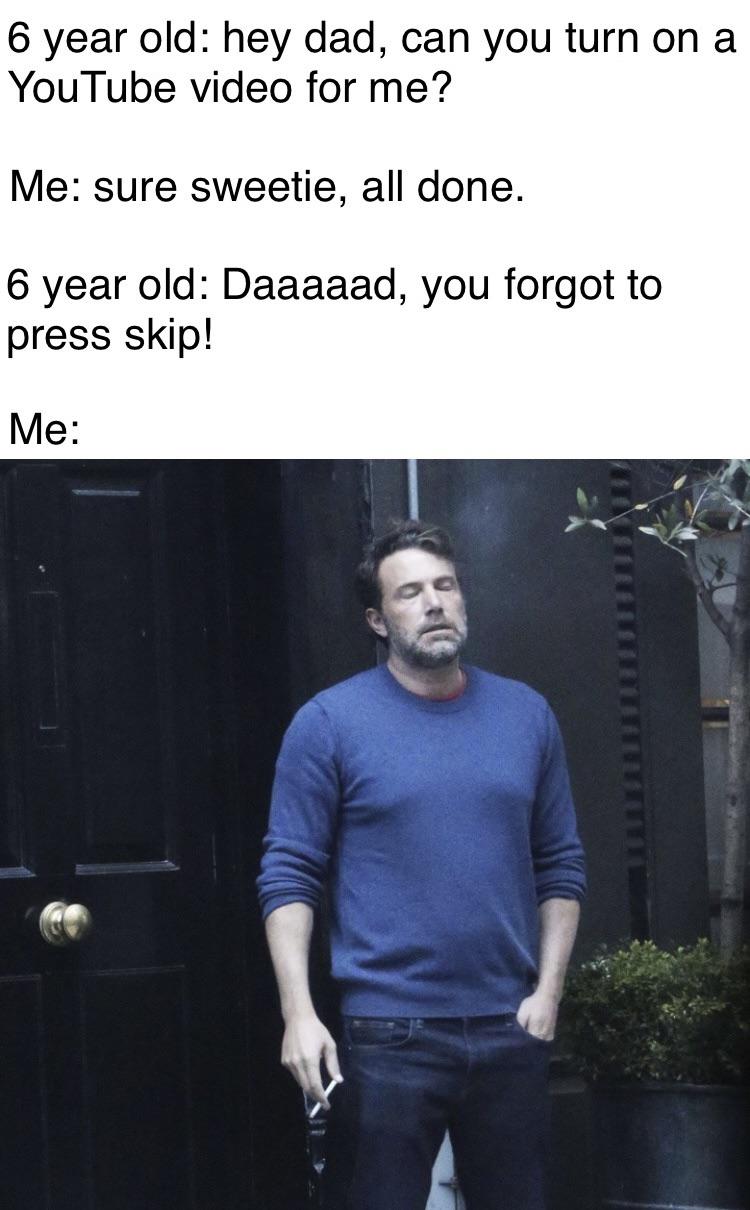 6 year old: hey dad, can you turn on a
YouTube video for me?
Me: sure sweetie, all done.
6 year old: Daaaaad, you forgot to
press skip!
Me: